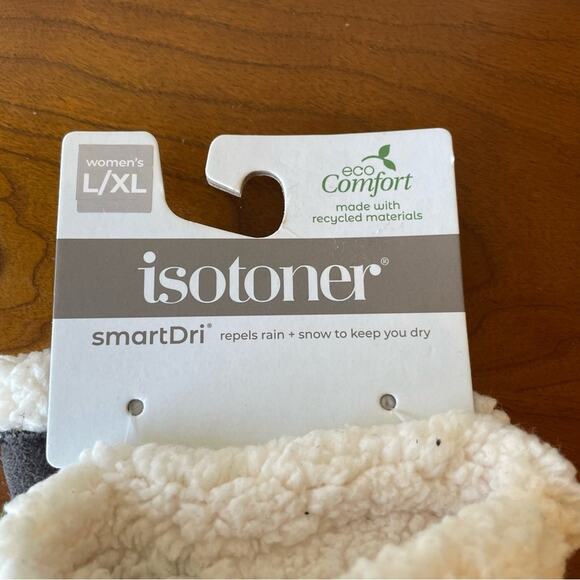 women's
L/XL
eco
Comfort
made with
recycled materials
isotoner®
smartDri® repels rain + snow to keep you dry